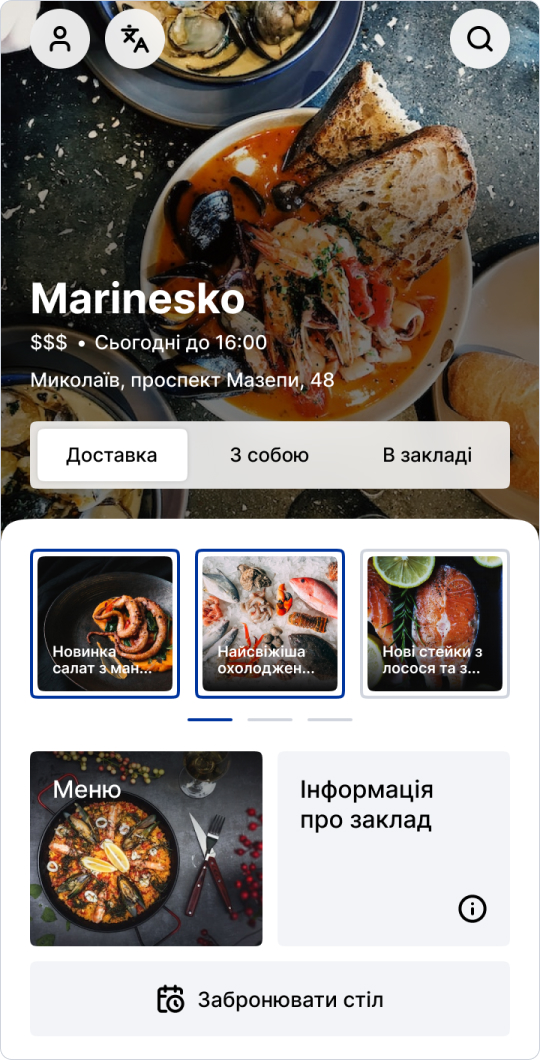 Marinesko
$$$ • Сьогодні до 16:00
Миколаїв, проспект Мазепи, 48
Доставка
З собою
В закладі
Новинка
салат з ман...
Найсвіжіша
охолоджен...
Нові стейки з
лосося та з...
Меню
Інформація
про заклад
Забронювати стіл